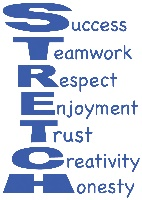 Success
Teamwork
Respect
Enjoyment
Trust
Creativity
Honesty